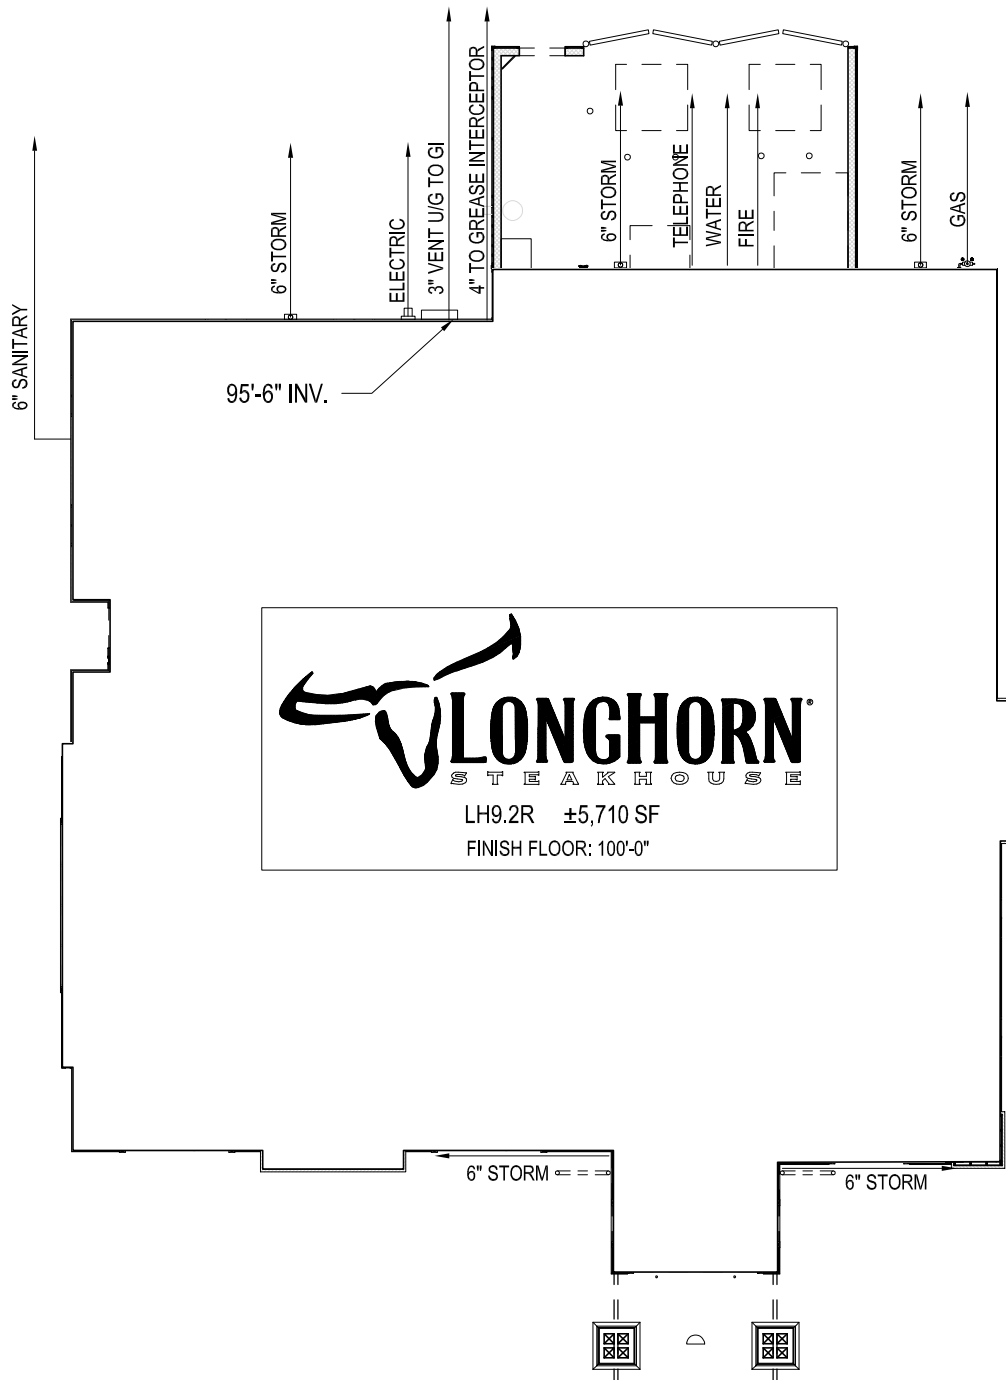 6" SANITARY
6" STORM
ELECTRIC
3" VENT U/G TO GI
4" TO GREASE INTERCEPTOR
6" STORM
TELEPHONE
WATER
FIRE
6" STORM
GAS
95'-6" INV.
LONGHORN®
STEAKHOUSE
LH9.2R ±5,710 SF
FINISH FLOOR: 100'-0"
6" STORM
6" STORM